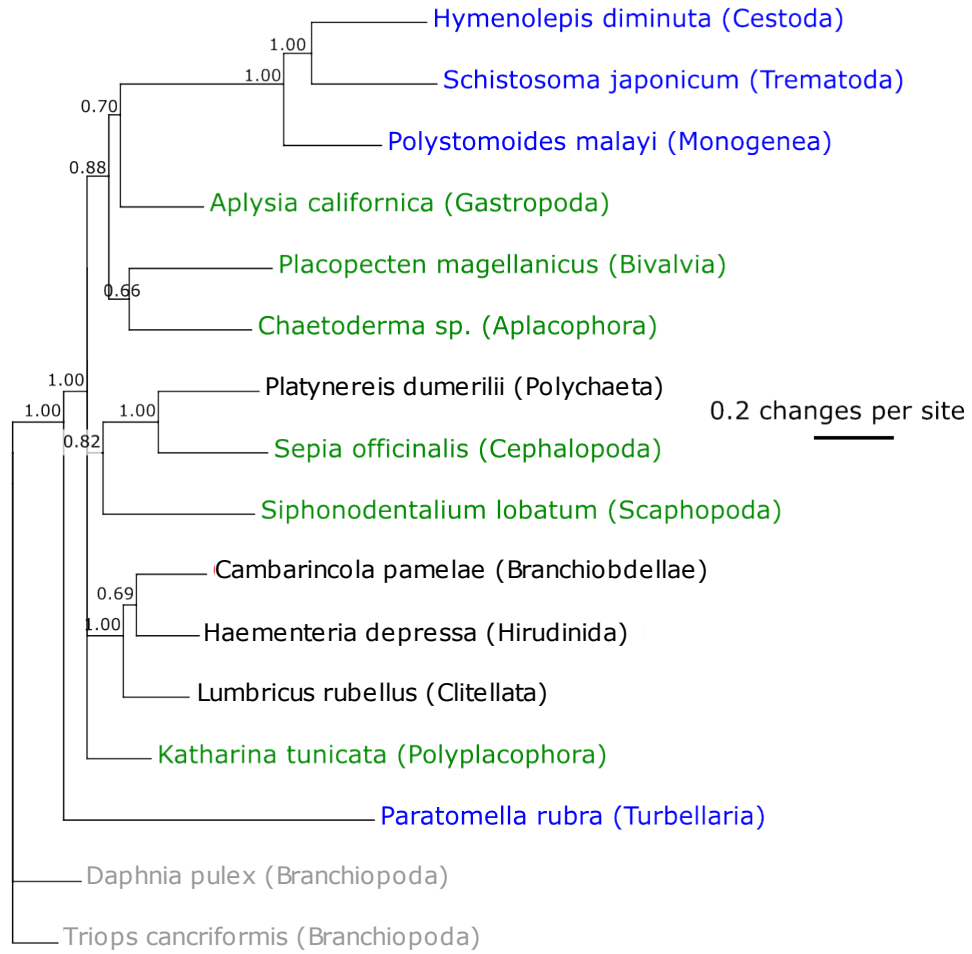 Hymenolepis diminuta (Cestoda)
1.00
1.00
Schistosoma japonicum (Trematoda)
0.70
Polystomoides malayi (Monogenea)
0.88
Aplysia californica (Gastropoda)
Placopecten magellanicus (Bivalvia)
0.66
Chaetoderma sp. (Aplacophora)
1.00
Platynereis dumerilii (Polychaeta)
1.00
1.00
0.2 changes per site
0.82
Sepia officinalis (Cephalopoda)
Siphonodentalium lobatum (Scaphopoda)
Cambarincola pamelae (Branchiobdellae)
0.69
1.00
Haementeria depressa (Hirudinida)
Lumbricus rubellus (Clitellata)
Katharina tunicata (Polyplacophora)
Paratomella rubra (Turbellaria)
Daphnia pulex (Branchiopoda)
Triops cancriformis (Branchiopoda)